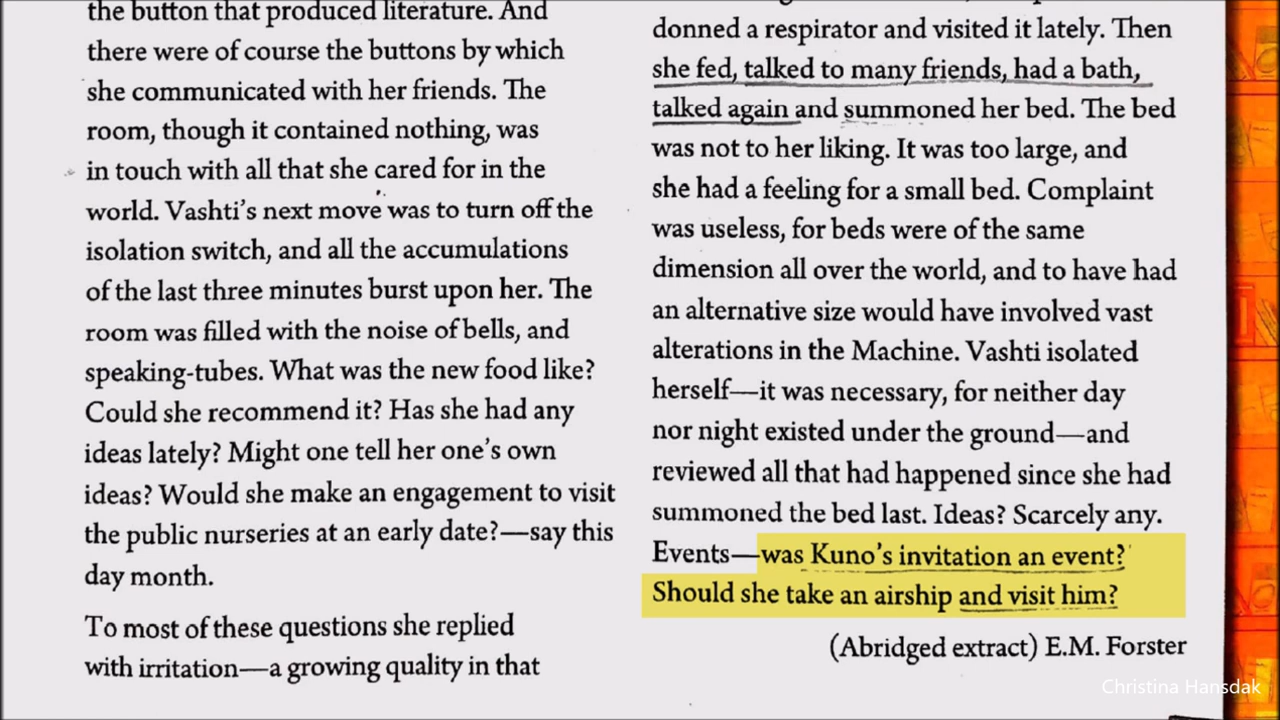 the button that produced literature. And
there were of course the buttons by which
she communicated with her friends. The
room, though it contained nothing, was
in touch with all that she cared for in the
world. Vashti's next move was to turn off the
isolation switch, and all the accumulations
of the last three minutes burst upon her. The
room was filled with the noise of bells, and
speaking-tubes. What was the new food like?
Could she recommend it? Has she had any
ideas lately? Might one tell her one's own
ideas? Would she make an engagement to visit
the public nurseries at an early date?—say this
day month.
To most of these questions she replied
with irritation—a growing quality in that
donned a respirator and visited it lately. Then
she fed, talked to many friends, had a bath,
talked again and summoned her bed. The bed
was not to her liking. It was too large, and
she had a feeling for a small bed. Complaint
was useless, for beds were of the same
dimension all over the world, and to have had
an alternative size would have involved vast
alterations in the Machine. Vashti isolated
herself—it was necessary, for neither day
nor night existed under the ground—and
reviewed all that had happened since she had
summoned the bed last. Ideas? Scarcely any.
Events—was Kuno's invitation an event?
Should she take an airship and visit him?
(Abridged extract) E.M. Forster
Christina Hansdak